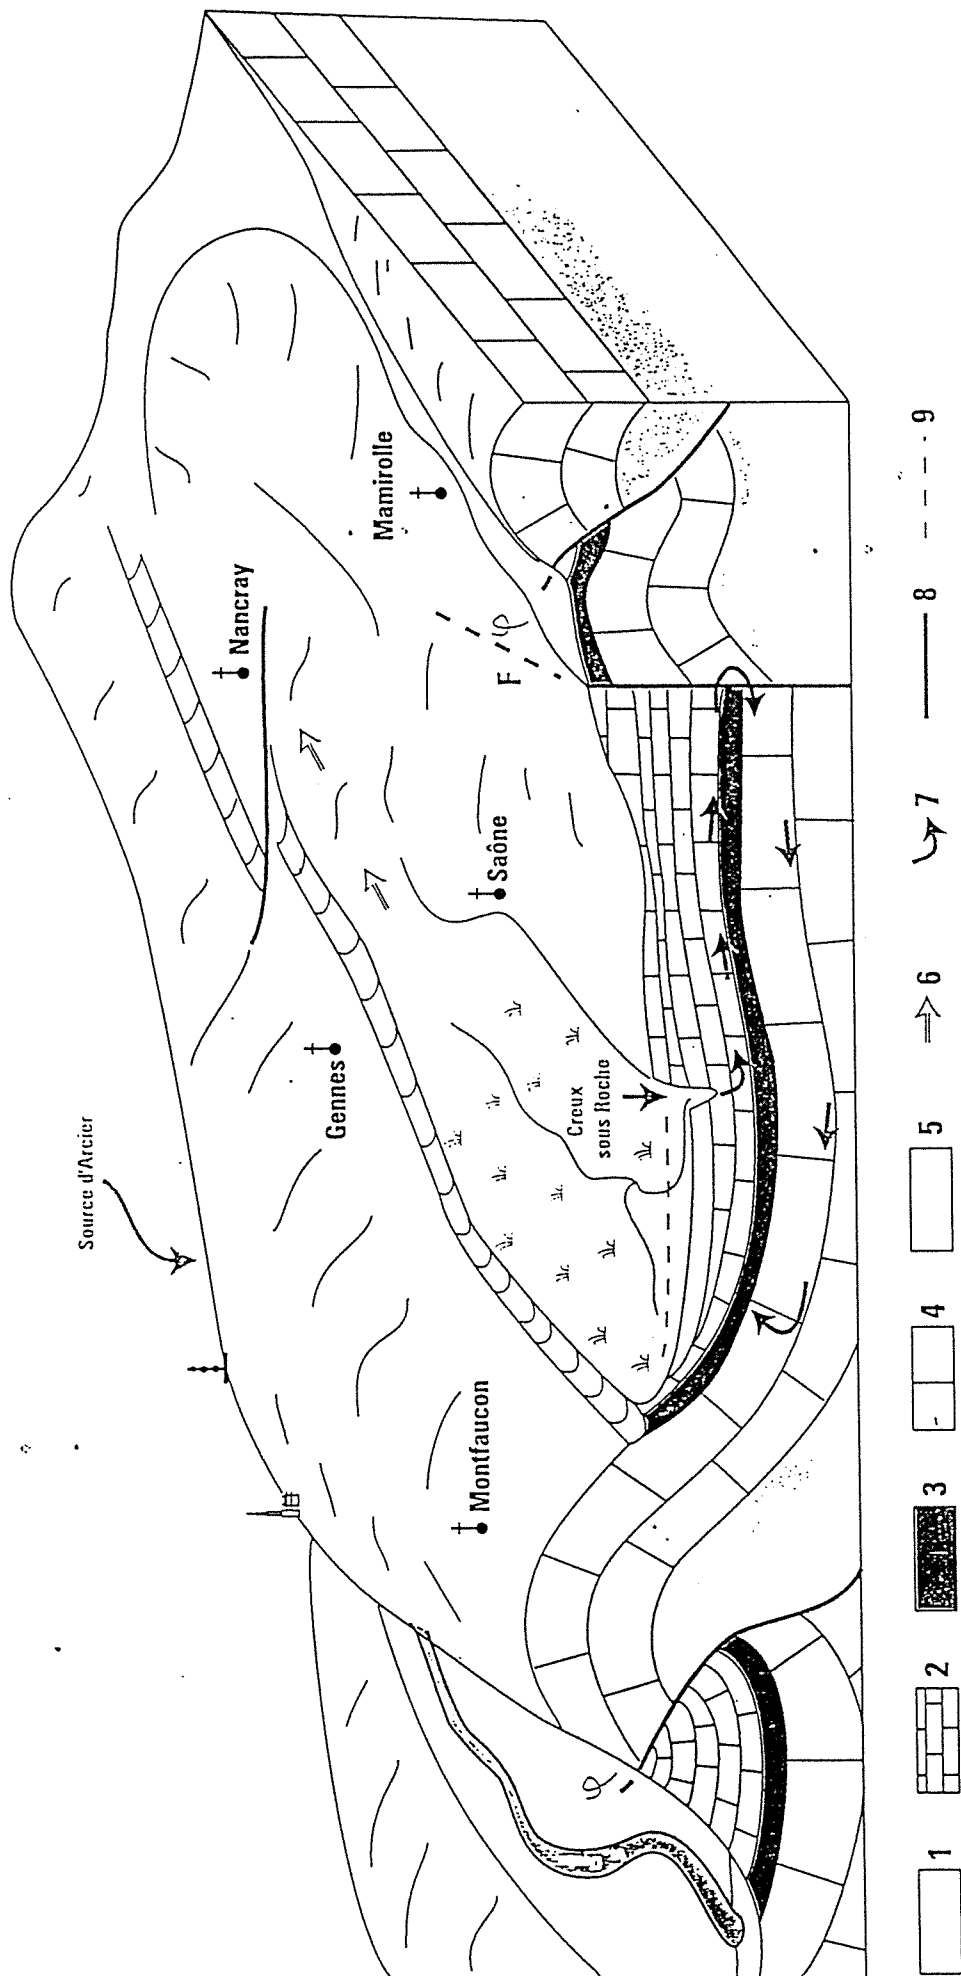 Source d'Arcier
Montfaucon
Gennes
Nancray
Creux
sous Roche
Saône
Mamirolle
F
φ
φ
1
2
3
4
5
6
7
8
9